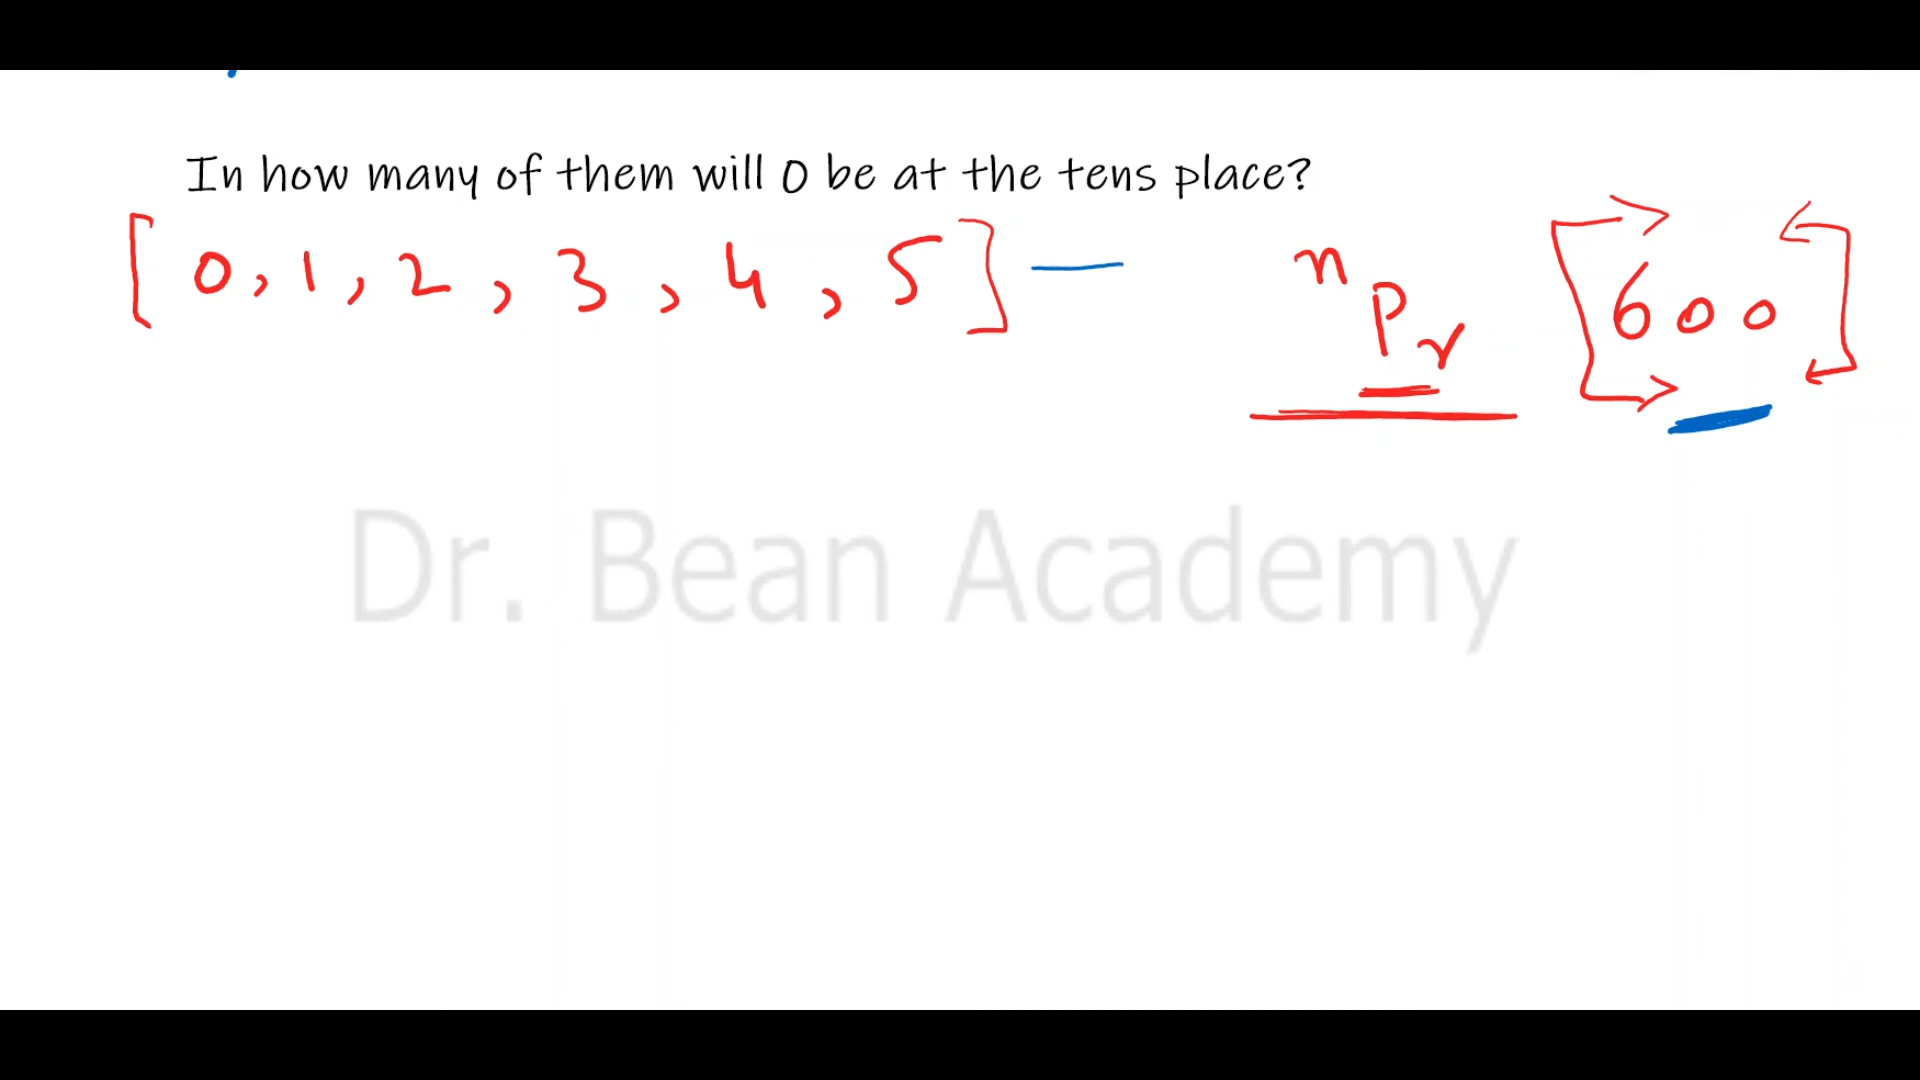 In how many of them will 0 be at the tens place?
[0, 1, 2, 3, 4, 5] —
nPr
[600]
Dr. Bean Academy